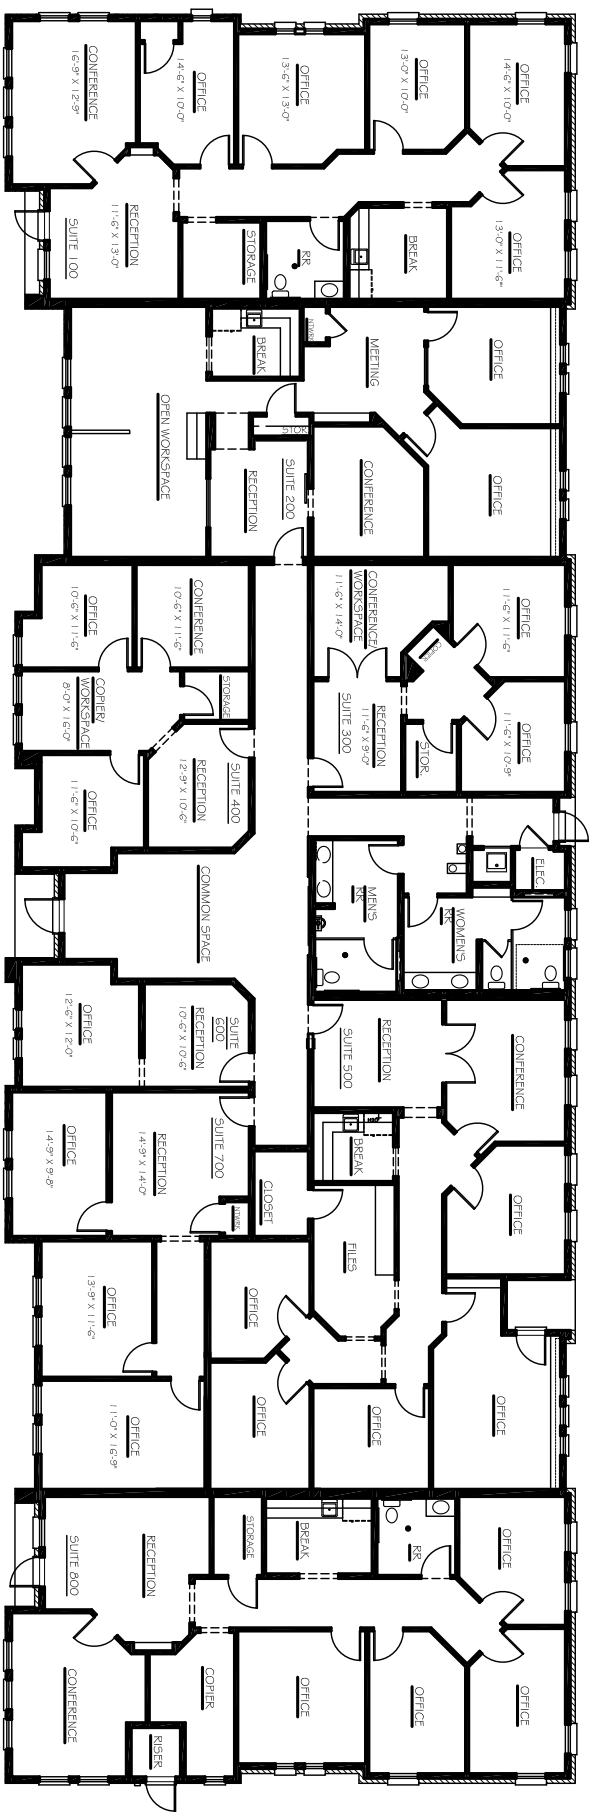 CONFERENCE
16'-9" X 12'-9"
OFFICE
14'-6" X 10'-0"
OFFICE
13'-6" X 13'-0"
OFFICE
13'-0" X 10'-0"
OFFICE
14'-6" X 10'-0"
RECEPTION
11'-6" X 13'-0"
SUITE 100
STORAGE
RR
BREAK
OFFICE
13'-0" X 11'-6"
OPEN WORKSPACE
BREAK
NTWRK
MEETING
OFFICE
STOR.
SUITE 200
RECEPTION
CONFERENCE
OFFICE
OFFICE
10'-6" X 11'-6"
CONFERENCE
10'-6" X 11'-6"
COPIER/
WORKSPACE
8'-0" X 16'-0"
STORAGE
OFFICE
11'-6" X 10'-6"
SUITE 400
RECEPTION
12'-9" X 10'-6"
CONFERENCE/
WORKSPACE
11'-6" X 14'-0"
COPIER
OFFICE
11'-6" X 11'-6"
RECEPTION
11'-6" X 9'-0"
SUITE 300
STOR.
OFFICE
11'-6" X 10'-9"
COMMON SPACE
MEN'S
RR
WOMEN'S
RR
ELEC.
OFFICE
12'-6" X 12'-0"
SUITE
600
RECEPTION
10'-6" X 10'-6"
RECEPTION
SUITE 500
CONFERENCE
OFFICE
14'-9" X 9'-8"
SUITE 700
RECEPTION
14'-9" X 14'-0"
NTWRK
CLOSET
BREAK
FILES
OFFICE
OFFICE
13'-9" X 11'-6"
OFFICE
OFFICE
11'-0" X 16'-9"
OFFICE
OFFICE
OFFICE
RECEPTION
SUITE 800
STORAGE
BREAK
RR
OFFICE
CONFERENCE
COPIER
RISER
OFFICE
OFFICE
OFFICE